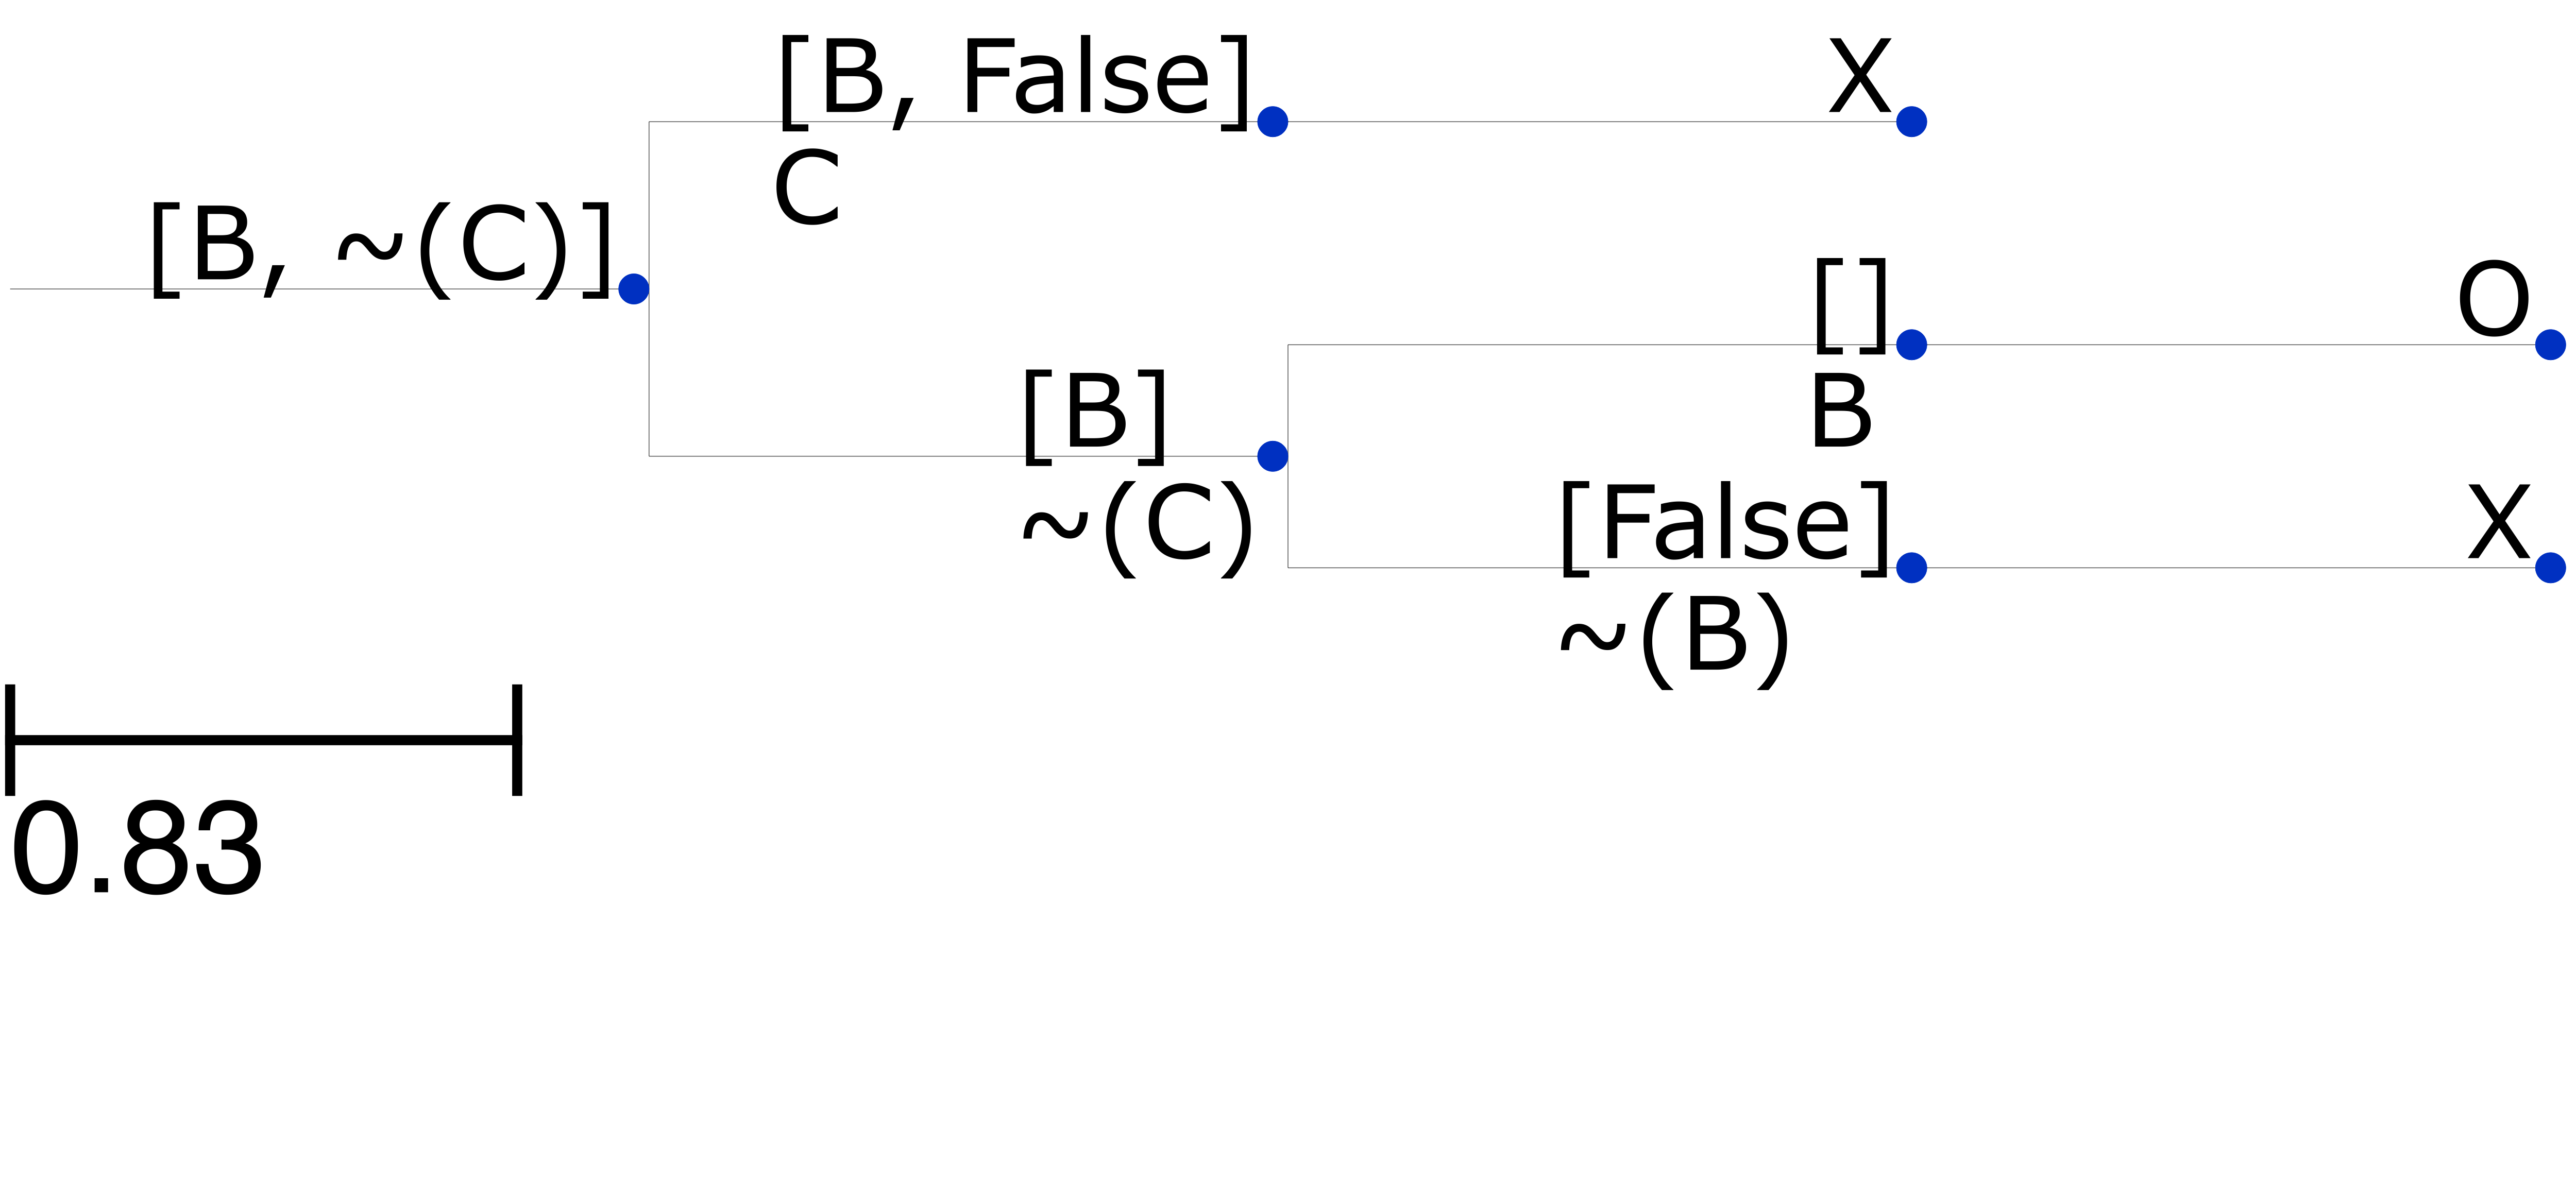 [B, False]
X
C
[B, ~(C)]
[]
O
B
[B]
~(C)
[False]
X
~(B)
0.83